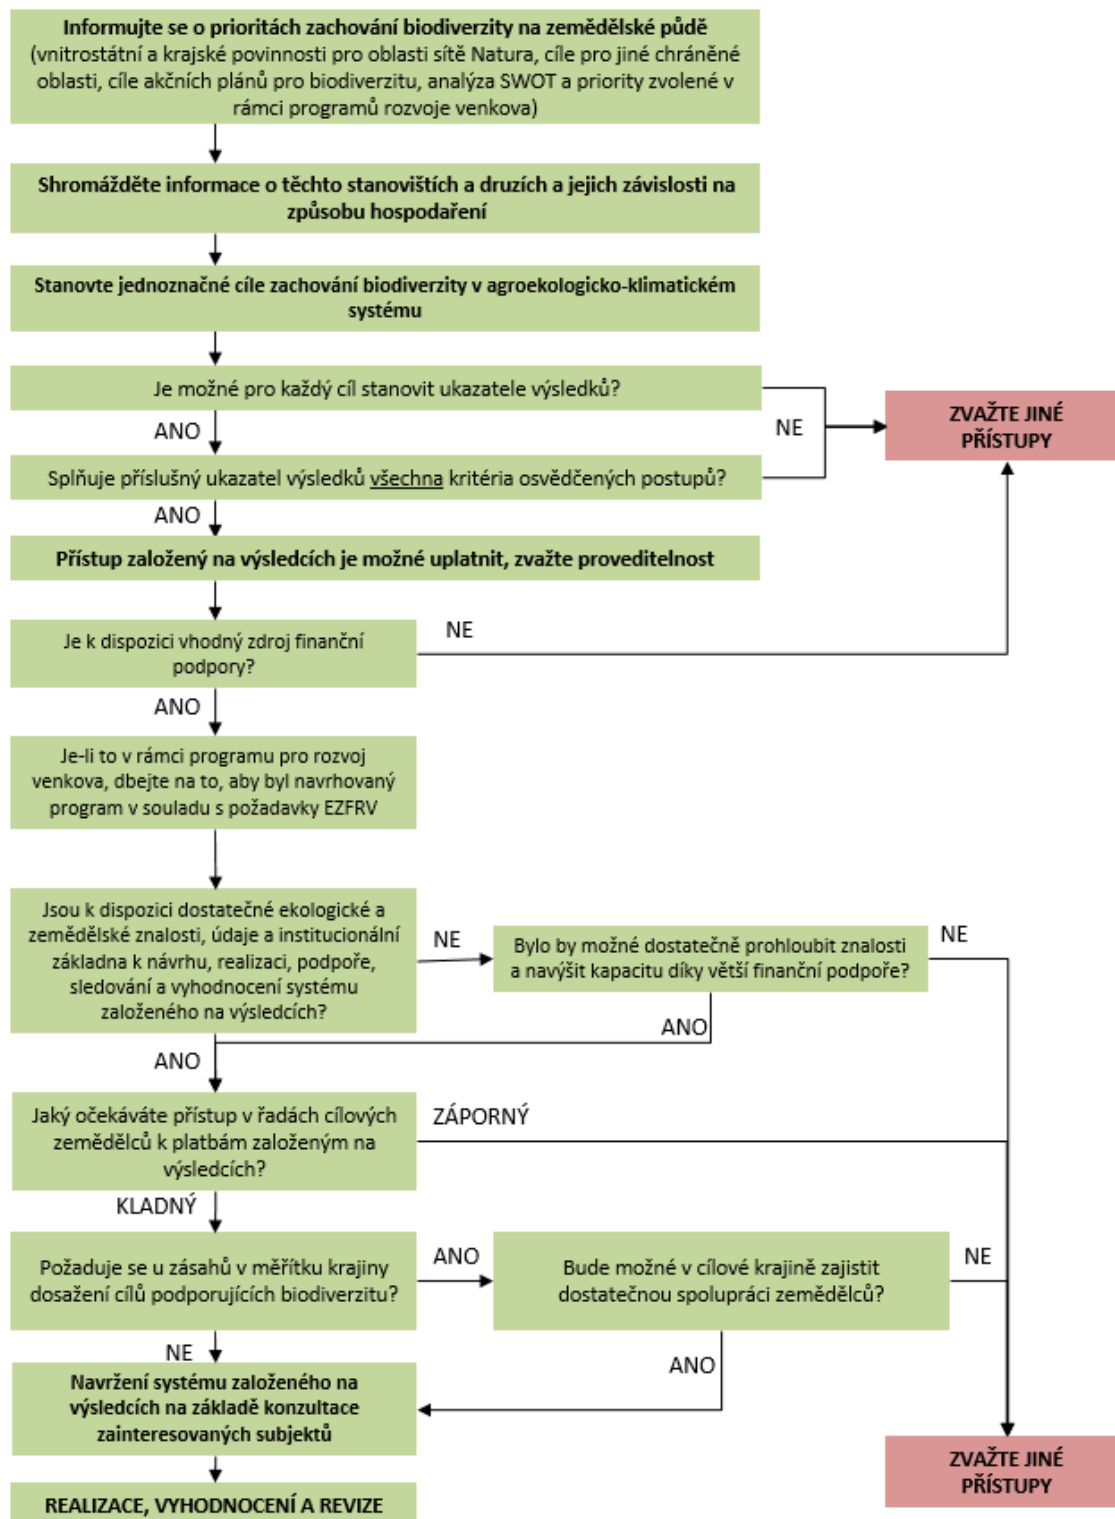 Informujte se o prioritách zachování biodiverzity na zemědělské půdě
(vnitrostátní a krajské povinnosti pro oblasti sítě Natura, cíle pro jiné chráněné
oblasti, cíle akčních plánů pro biodiverzitu, analýza SWOT a priority zvolené v
rámci programů rozvoje venkova)
Shromážděte informace o těchto stanovištích a druzích a jejich závislosti na
způsobu hospodaření
Stanovte jednoznačné cíle zachování biodiverzity v agroekologicko-klimatickém
systému
Je možné pro každý cíl stanovit ukazatele výsledků?
ANO
NE
ZVAŽTE JINÉ
PŘÍSTUPY
Splňuje příslušný ukazatel výsledků všechna kritéria osvědčených postupů?
ANO
Přístup založený na výsledcích je možné uplatnit, zvažte proveditelnost
Je k dispozici vhodný zdroj finanční
podpory?
NE
ANO
Je-li to v rámci programu pro rozvoj
venkova, dbejte na to, aby byl navrhovaný
program v souladu s požadavky EZFRV
Jsou k dispozici dostatečné ekologické a
zemědělské znalosti, údaje a institucionální
základna k návrhu, realizaci, podpoře,
sledování a vyhodnocení systému
založeného na výsledcích?
NE
Bylo by možné dostatečně prohloubit znalosti
a navýšit kapacitu díky větší finanční podpoře?
NE
ANO
ANO
Jaký očekáváte přístup v řadách cílových
zemědělců k platbám založeným na
výsledcích?
ZÁPORNÝ
KLADNÝ
Požaduje se u zásahů v měřítku krajiny
dosažení cílů podporujících biodiverzitu?
ANO
Bude možné v cílové krajině zajistit
dostatečnou spolupráci zemědělců?
NE
NE
ANO
Navržení systému založeného na
výsledcích na základě konzultace
zainteresovaných subjektů
ZVAŽTE JINÉ
PŘÍSTUPY
REALIZACE, VYHODNOCENÍ A REVIZE